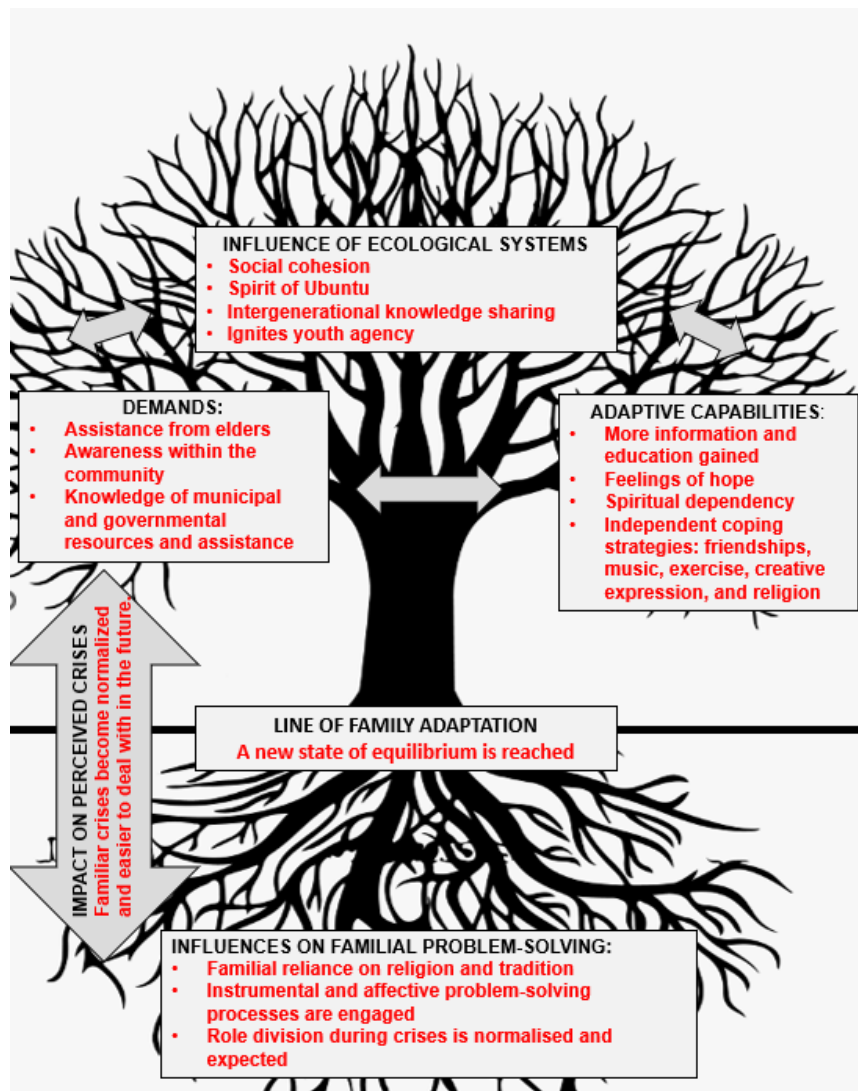 INFLUENCE OF ECOLOGICAL SYSTEMS
• Social cohesion
• Spirit of Ubuntu
• Intergenerational knowledge sharing
• Ignites youth agency
DEMANDS:
• Assistance from elders
• Awareness within the
community
• Knowledge of municipal
and governmental
resources and assistance
ADAPTIVE CAPABILITIES:
• More information and
education gained
• Feelings of hope
• Spiritual dependency
• Independent coping
strategies: friendships,
music, exercise, creative
expression, and religion
IMPACT ON PERCEIVED CRISES
Familiar crises become normalized
and easier to deal with in the future.
LINE OF FAMILY ADAPTATION
A new state of equilibrium is reached
INFLUENCES ON FAMILIAL PROBLEM-SOLVING:
• Familial reliance on religion and tradition
• Instrumental and affective problem-solving
processes are engaged
• Role division during crises is normalised and
expected